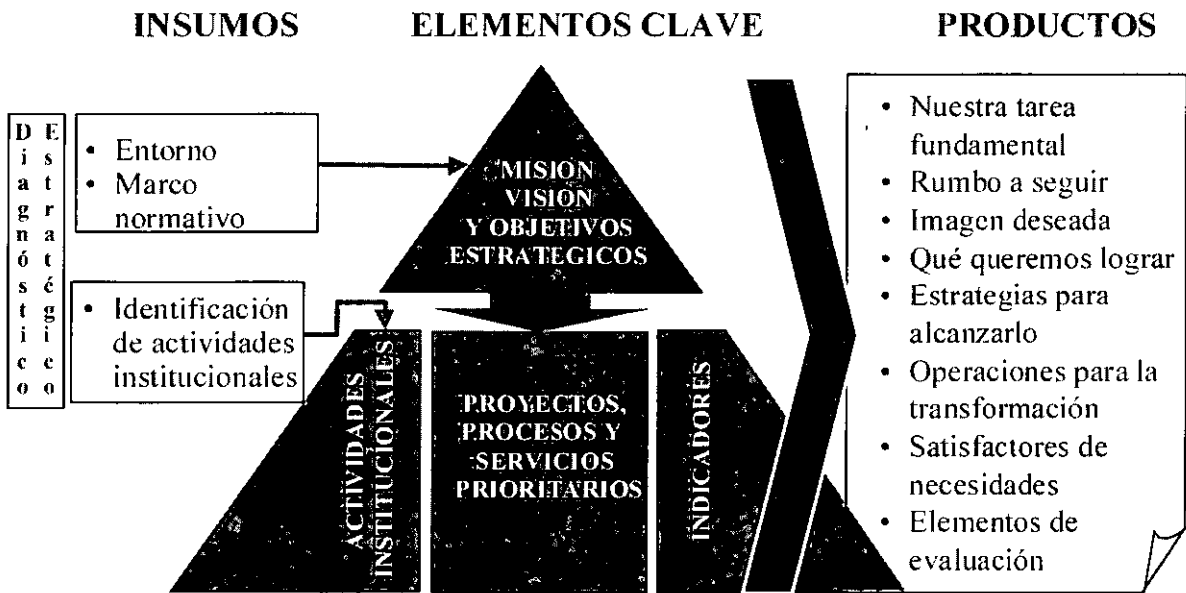 INSUMOS
ELEMENTOS CLAVE
PRODUCTOS
Diagnóstico
Estratégico
• Entorno
• Marco
normativo
• Identificación
de actividades
institucionales
MISION
VISION
Y OBJETIVOS
ESTRATEGICOS
ACTIVIDADES
INSTITUCIONALES
PROYECTOS,
PROCESOS Y
SERVICIOS
PRIORITARIOS
INDICADORES
• Nuestra tarea
fundamental
• Rumbo a seguir
• Imagen deseada
• Qué queremos lograr
• Estrategias para
alcanzarlo
• Operaciones para la
transformación
• Satisfactores de
necesidades
• Elementos de
evaluación